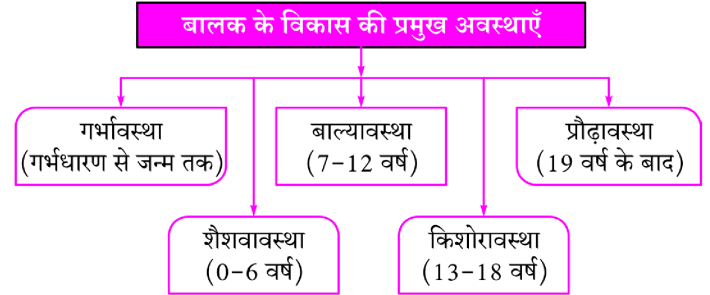 बालक के विकास की प्रमुख अवस्थाएँ
गर्भावस्था
(गर्भधारण से जन्म तक)
बाल्यावस्था
(7-12 वर्ष)
प्रौढ़ावस्था
(19 वर्ष के बाद)
शैशवावस्था
(0-6 वर्ष)
किशोरावस्था
(13-18 वर्ष)